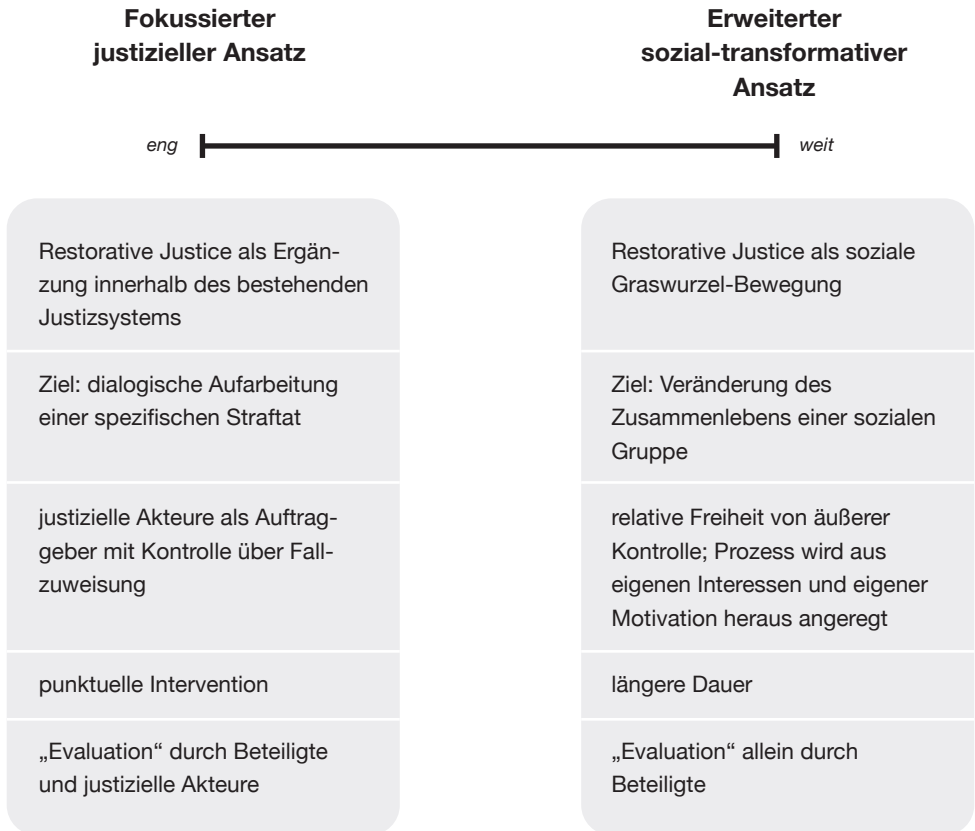 Fokussierter
justizieller Ansatz
Erweiterter
sozial-transformativer
Ansatz
eng
weit
Restorative Justice als Ergän-
zung innerhalb des bestehenden
Justizsystems
Restorative Justice als soziale
Graswurzel-Bewegung
Ziel: dialogische Aufarbeitung
einer spezifischen Straftat
Ziel: Veränderung des
Zusammenlebens einer sozialen
Gruppe
justizielle Akteure als Auftrag-
geber mit Kontrolle über Fall-
zuweisung
relative Freiheit von äußerer
Kontrolle; Prozess wird aus
eigenen Interessen und eigener
Motivation heraus angeregt
punktuelle Intervention
längere Dauer
„Evaluation“ durch Beteiligte
und justizielle Akteure
„Evaluation“ allein durch
Beteiligte